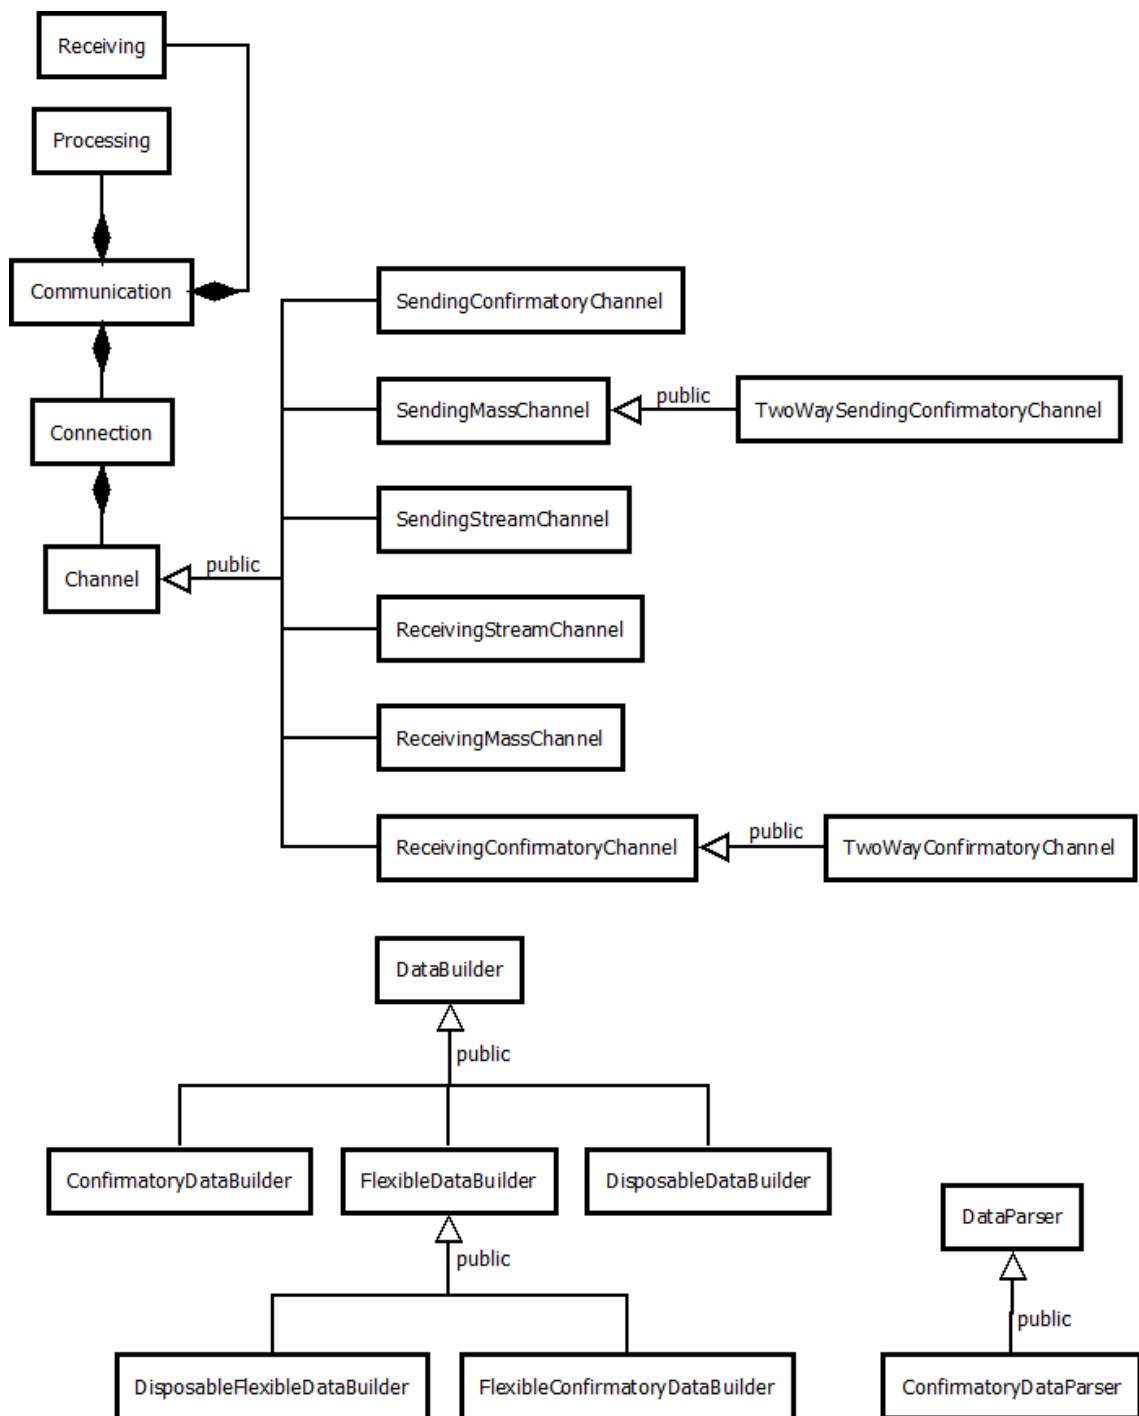 Receiving
Processing
Communication
SendingConfirmatoryChannel
public
SendingMassChannel
TwoWaySendingConfirmatoryChannel
Connection
SendingStreamChannel
public
Channel
ReceivingStreamChannel
ReceivingMassChannel
public
ReceivingConfirmatoryChannel
TwoWayConfirmatoryChannel
DataBuilder
public
ConfirmatoryDataBuilder
FlexibleDataBuilder
DisposableDataBuilder
DataParser
public
public
DisposableFlexibleDataBuilder
FlexibleConfirmatoryDataBuilder
ConfirmatoryDataParser